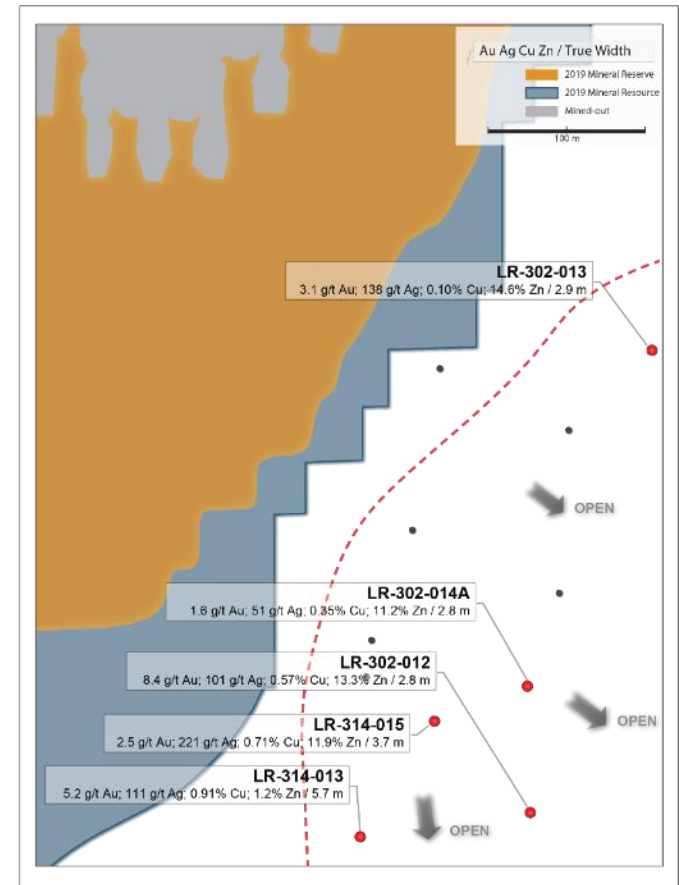 Au Ag Cu Zn / True Width
2019 Mineral Reserve
2019 Mineral Resource
Mined-out
100 m
LR-302-013
3.1 g/t Au; 138 g/t Ag; 0.10% Cu; 14.6% Zn / 2.9 m
OPEN
LR-302-014A
1.6 g/t Au; 51 g/t Ag; 0.35% Cu; 11.2% Zn / 2.8 m
LR-302-012
8.4 g/t Au; 101 g/t Ag; 0.57% Cu; 13.3% Zn / 2.8 m
OPEN
LR-314-015
2.5 g/t Au; 221 g/t Ag; 0.71% Cu; 11.9% Zn / 3.7 m
LR-314-013
5.2 g/t Au; 111 g/t Ag; 0.91% Cu; 1.2% Zn / 5.7 m
OPEN